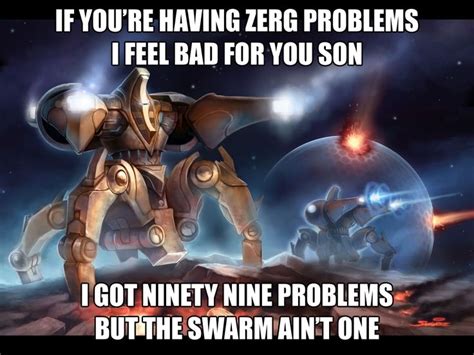 IF YOU'RE HAVING ZERG PROBLEMS
I FEEL BAD FOR YOU SON
I GOT NINETY NINE PROBLEMS
BUT THE SWARM AIN'T ONE